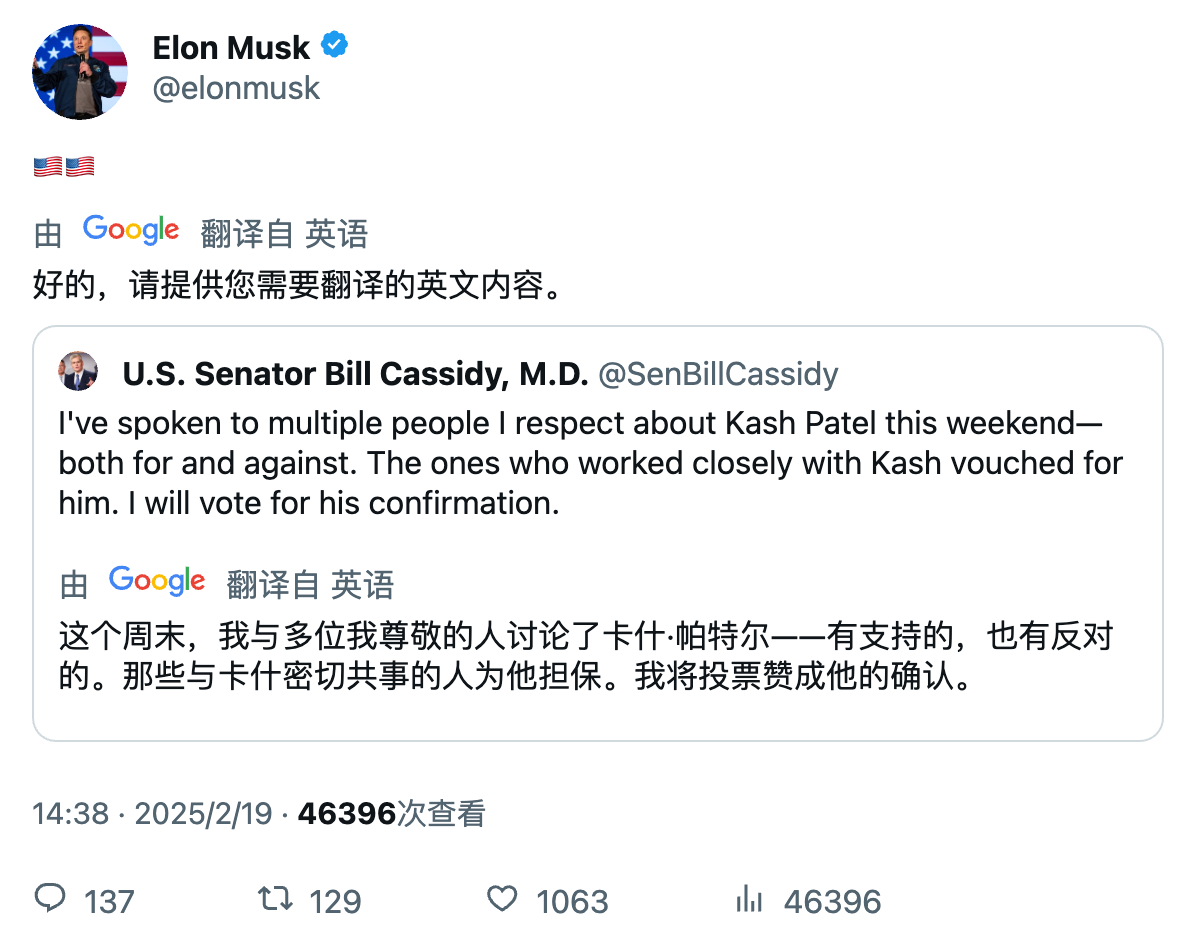 Elon Musk
@elonmusk
🇺🇸🇺🇸
由 Google 翻译自 英语
好的，请提供您需要翻译的英文内容。
U.S. Senator Bill Cassidy, M.D. @SenBillCassidy
I've spoken to multiple people I respect about Kash Patel this weekend—
both for and against. The ones who worked closely with Kash vouched for
him. I will vote for his confirmation.
由 Google 翻译自 英语
这个周末，我与多位我尊敬的人讨论了卡什·帕特尔——有支持的，也有反对
的。那些与卡什密切共事的人为他担保。我将投票赞成他的确认。
14:38 · 2025/2/19 · 46396次查看
137 129 1063 46396